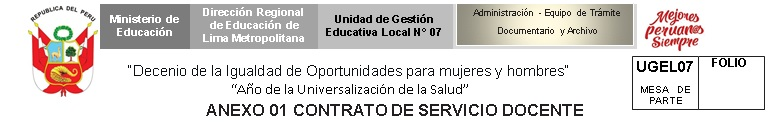 REPUBLICA DEL PERU
Ministerio de
Educación
Dirección Regional
de Educación de
Lima Metropolitana
Unidad de Gestión
Educativa Local N° 07
Administración - Equipo de Trámite
Documentario y Archivo
Mejores
peruanos
Siempre
"Decenio de la Igualdad de Oportunidades para mujeres y hombres"
"Año de la Universalización de la Salud"
ANEXO 01 CONTRATO DE SERVICIO DOCENTE
UGEL07
MESA DE
PARTE
FOLIO